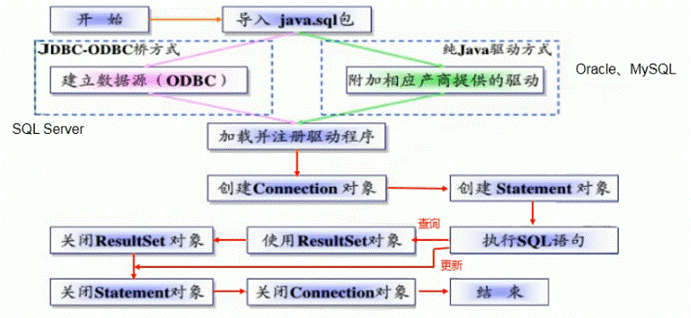 开 始
导入 java.sql包
JDBC-ODBC桥方式
纯Java驱动方式
建立数据源（ODBC）
附加相应产商提供的驱动
Oracle、MySQL
SQL Server
加载并注册驱动程序
创建Connection 对象
创建 Statement 对象
查询
关闭ResultSet 对象
使用ResultSet对象
执行SQL语句
更新
关闭Statement对象
关闭Connection对象
结 束